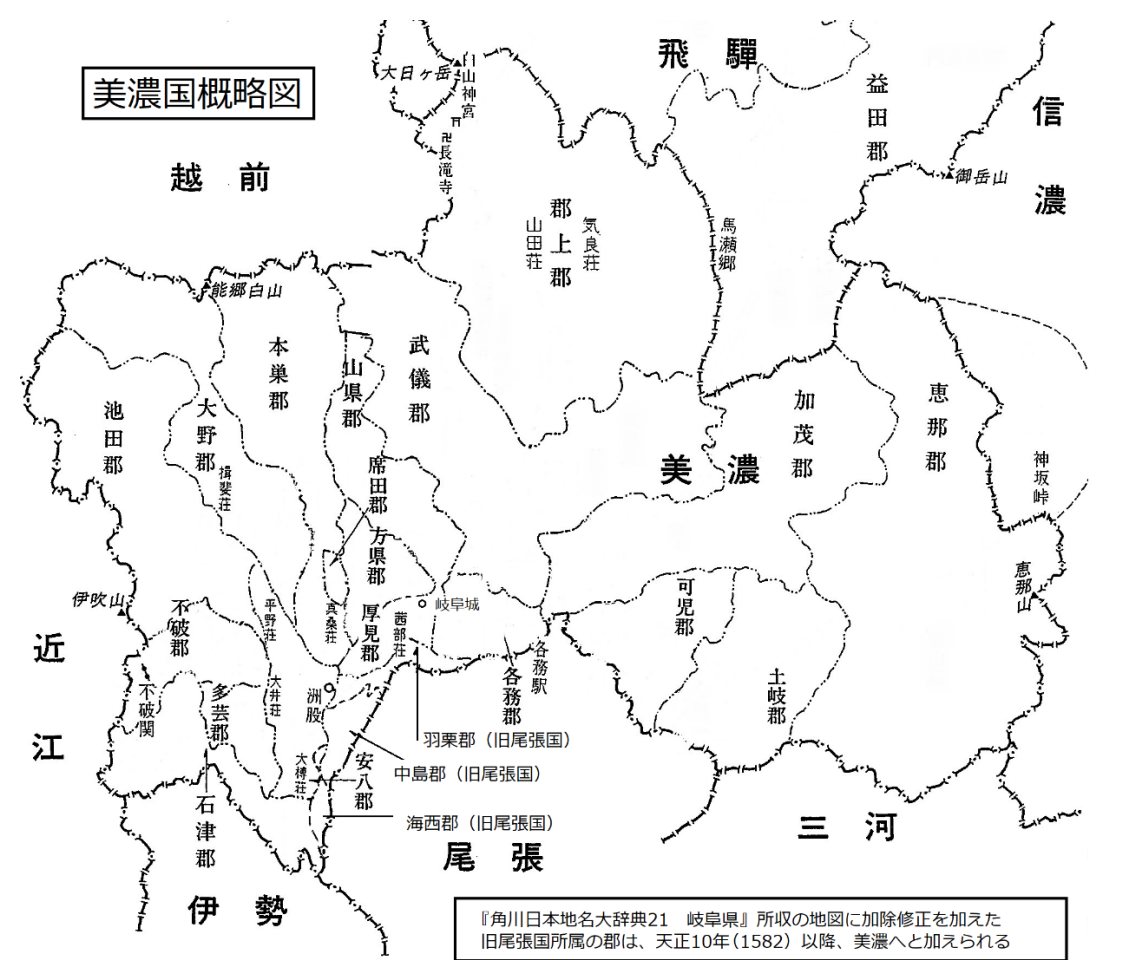 美濃国概略図
飛驒
信濃
越前
近江
伊勢
尾張
三河
美濃
大日ヶ岳
白山神宮
卍長滝寺
益田郡
御岳山
郡上郡
気良荘
山田荘
馬瀬郷
能郷白山
本巣郡
山県郡
武儀郡
池田郡
大野郡
揖斐荘
席田郡
方県郡
加茂郡
恵那郡
神坂峠
恵那山
伊吹山
不破郡
平野荘
真桑荘
厚見郡
茜部荘
岐阜城
可児郡
土岐郡
各務駅
各務郡
不破関
多芸郡
大井荘
洲股
大榑荘
安八郡
石津郡
羽栗郡（旧尾張国）
中島郡（旧尾張国）
海西郡（旧尾張国）
『角川日本地名大辞典21　岐阜県』所収の地図に加除修正を加えた
旧尾張国所属の郡は、天正10年(1582) 以降、美濃へと加えられる